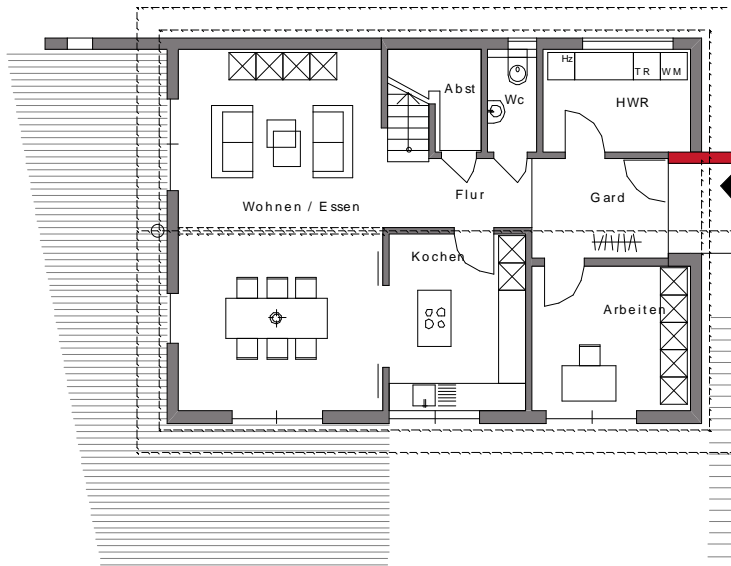 Hz
TR WM
Abst
Wc
HWR
Flur
Gard
Wohnen / Essen
Kochen
Arbeiten